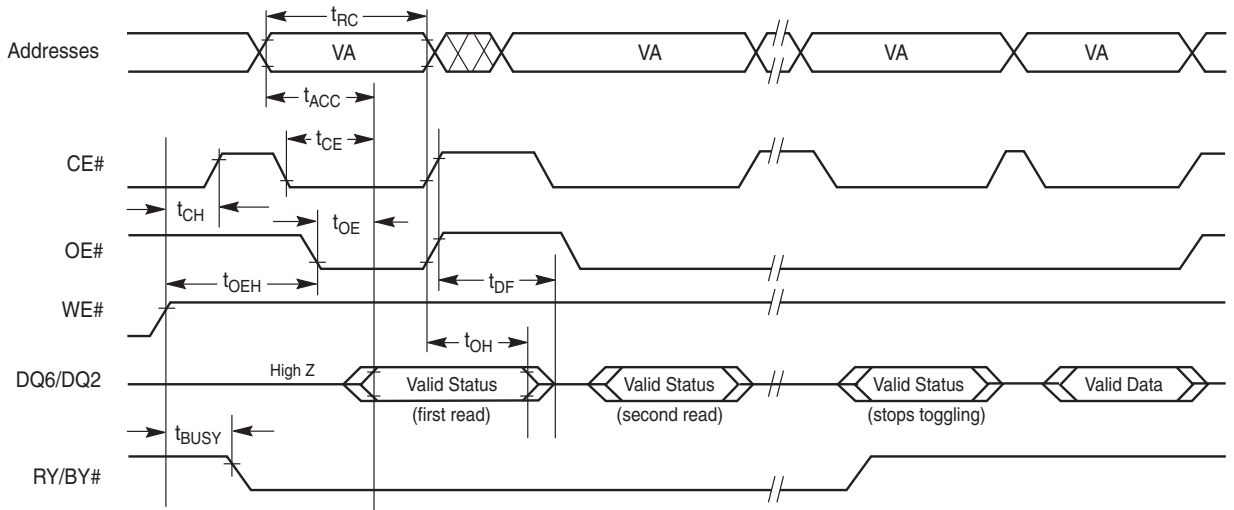 tRC
Addresses VA VA VA VA
tACC
tCE
CE#
tCH tOE
OE#
tOEH tDF
WE#
tOH
DQ6/DQ2 High Z Valid Status Valid Status Valid Status Valid Data
(first read) (second read) (stops toggling)
tBUSY
RY/BY#